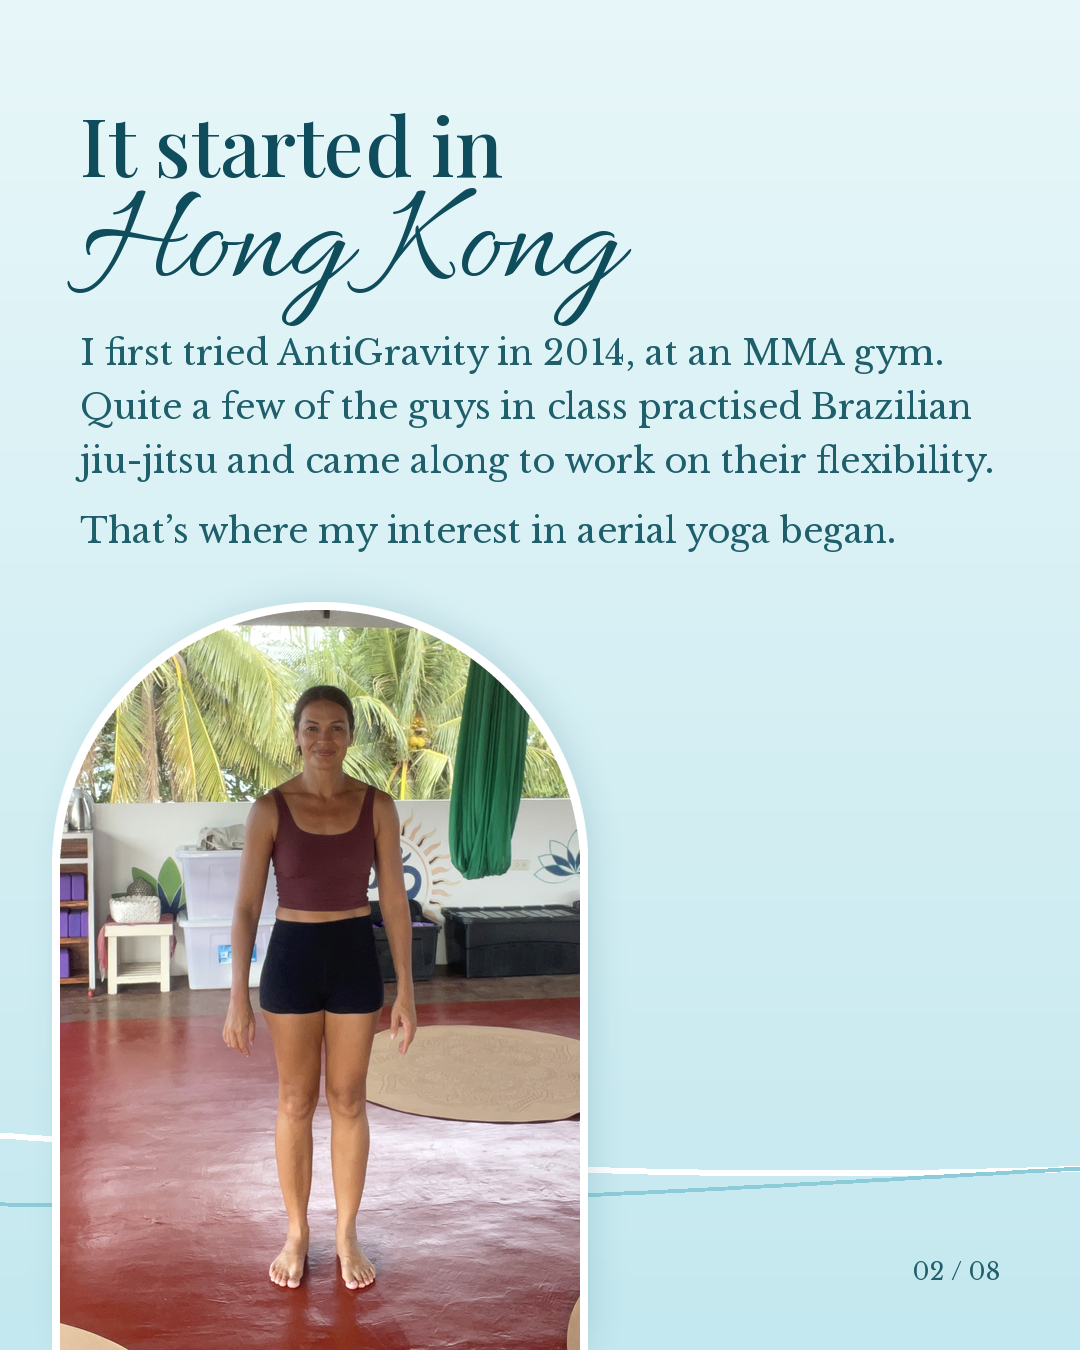 It started in
Hong Kong
I first tried AntiGravity in 2014, at an MMA gym.
Quite a few of the guys in class practised Brazilian
jiu-jitsu and came along to work on their flexibility.
That’s where my interest in aerial yoga began.
02 / 08